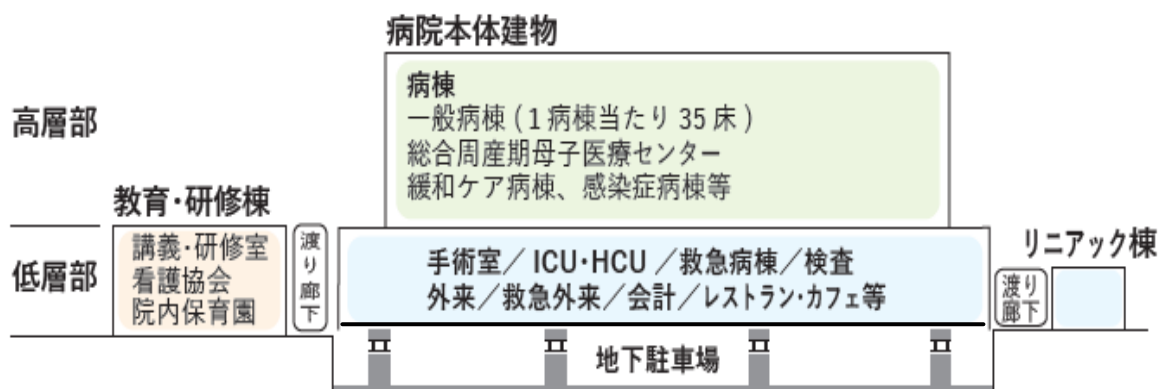 病院本体建物
高層部
病棟
一般病棟(1病棟当たり 35床)
総合周産期母子医療センター
緩和ケア病棟、感染症病棟等
教育・研修棟
低層部
講義・研修室
看護協会
院内保育園
渡り廊下
手術室/ICU・HCU/救急病棟/検査
外来/救急外来/会計/レストラン・カフェ等
リニアック棟
渡り
廊下
地下駐車場